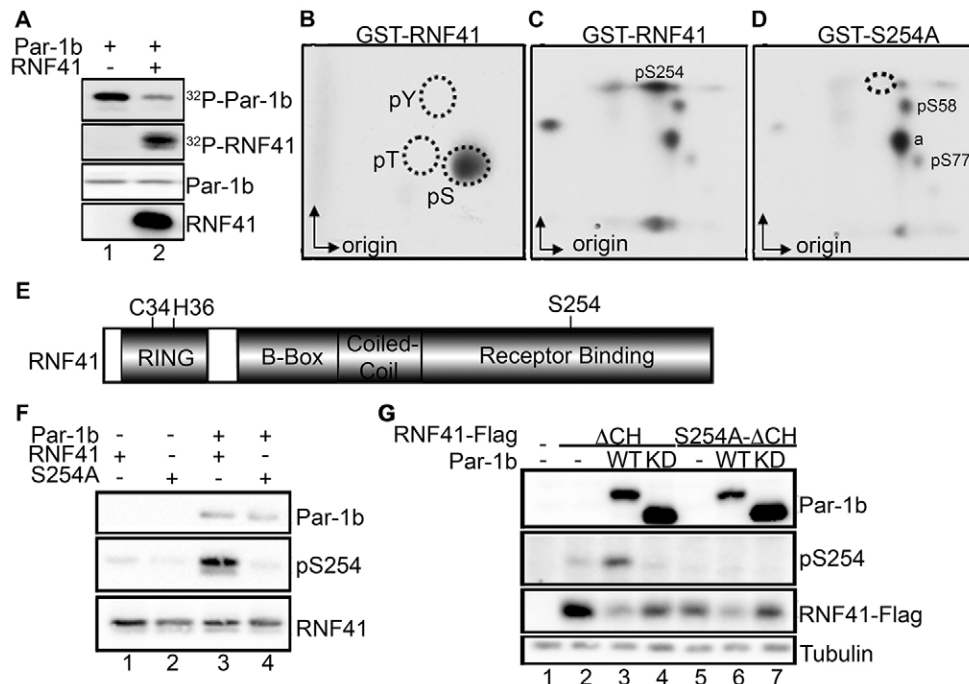 A
Par-1b + +
RNF41 - +
32P-Par-1b
32P-RNF41
Par-1b
RNF41
1 2
B
GST-RNF41
pY
pT
pS
origin
C
GST-RNF41
pS254
origin
D
GST-S254A
pS58
a
pS77
origin
E
C34 H36 S254
RNF41 RING B-Box Coiled-
Coil Receptor Binding
F
Par-1b - - + +
RNF41 + - + -
S254A - + - +
Par-1b
pS254
RNF41
1 2 3 4
G
RNF41-Flag - ΔCH S254A-ΔCH
Par-1b - - WT KD - WT KD
Par-1b
pS254
RNF41-Flag
Tubulin
1 2 3 4 5 6 7